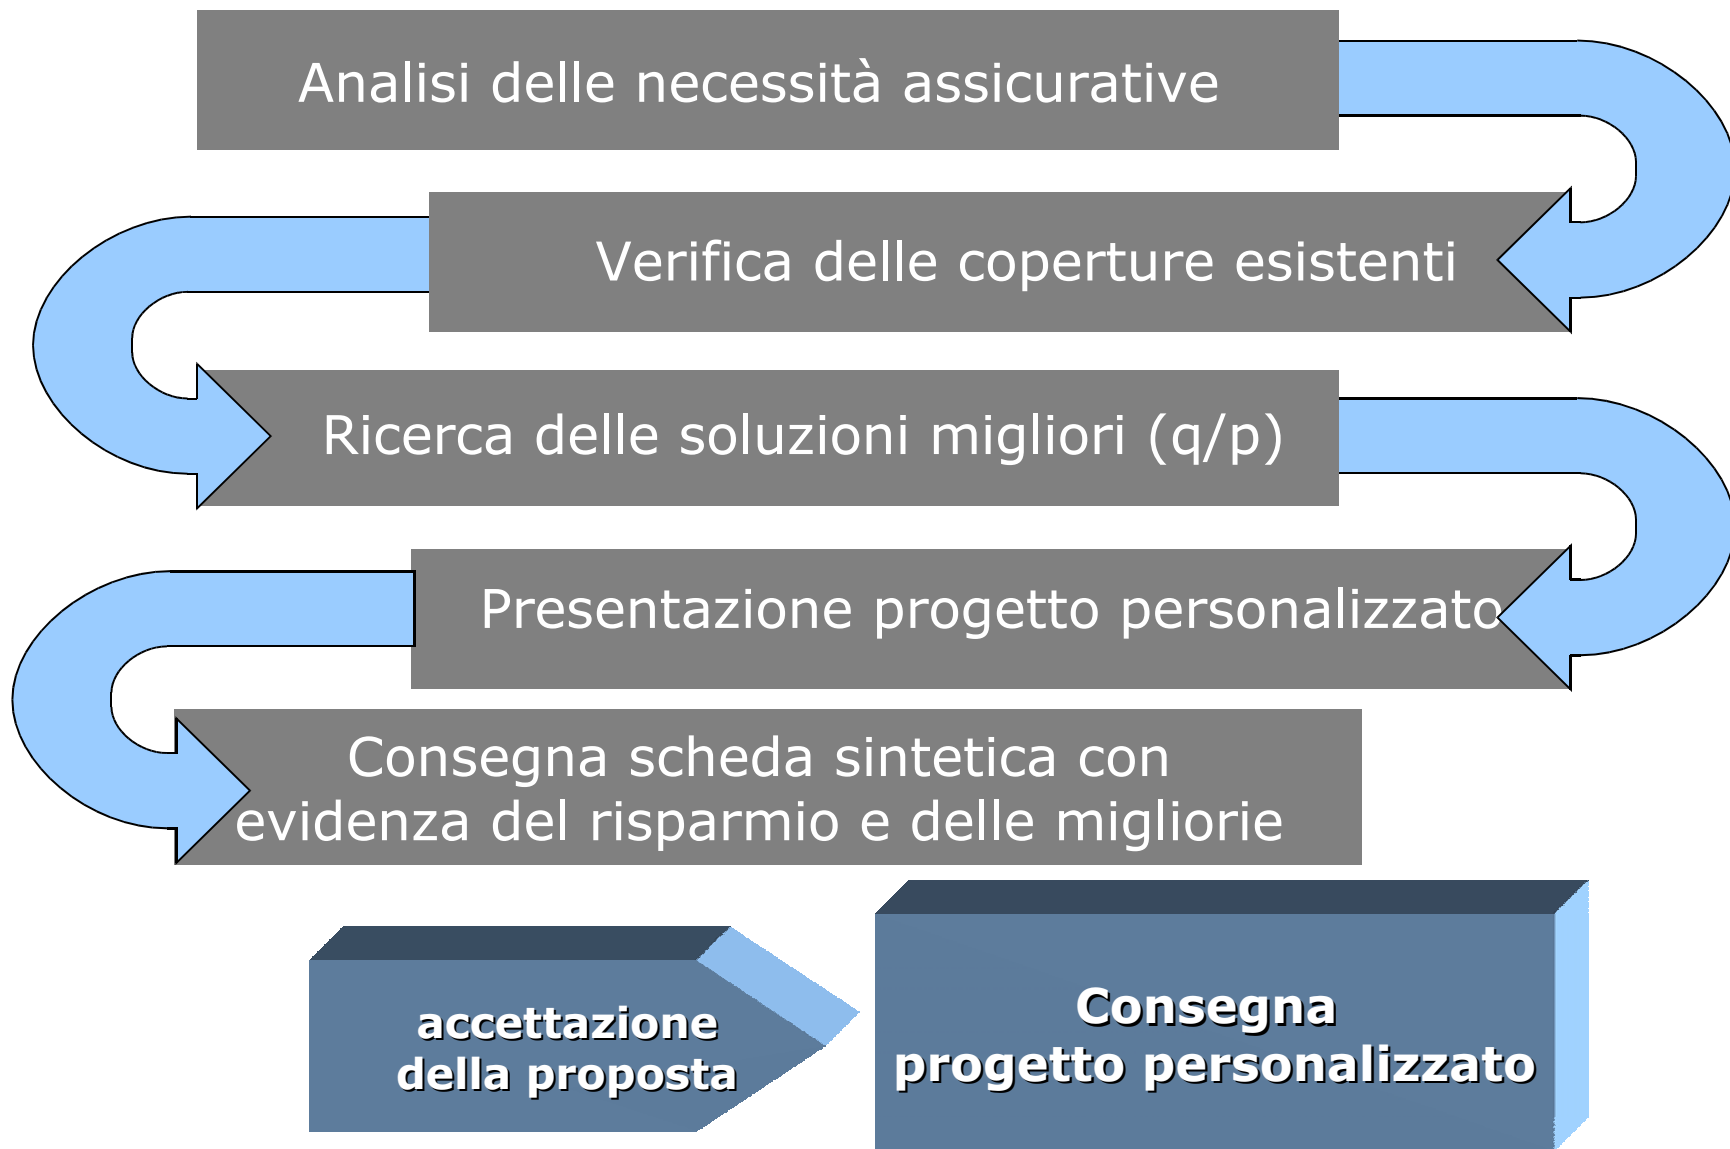 Analisi delle necessità assicurative
Verifica delle coperture esistenti
Ricerca delle soluzioni migliori (q/p)
Presentazione progetto personalizzato
Consegna scheda sintetica con
evidenza del risparmio e delle migliorie
accettazione
della proposta
Consegna
progetto personalizzato